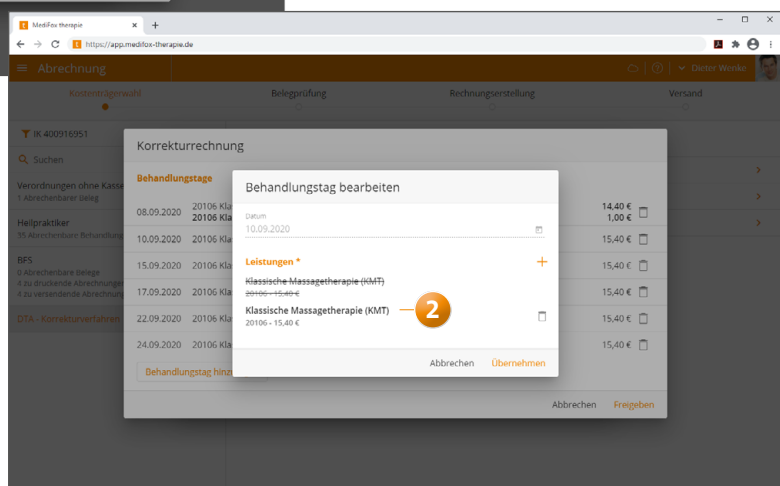 MediFox therapie
https://app.medifox-therapie.de
Abrechnung
Dieter Wenke
Kostenträgerwahl
Belegprüfung
Rechnungserstellung
Versand
IK 400916951
Suchen
Verordnungen ohne Kasse
1 Abrechenbarer Beleg
Heilpraktiker
35 Abrechenbare Behandlung
BFS
0 Abrechenbare Belege
4 zu druckende Abrechnungen
4 zu versendende Abrechnung
DTA - Korrekturverfahren
Korrekturrechnung
Behandlungstage
08.09.2020 20106 Kla 14,40 €
20106 Kla 1,00 €
10.09.2020 20106 Kla 15,40 €
15.09.2020 20106 Kla 15,40 €
17.09.2020 20106 Kla 15,40 €
22.09.2020 20106 Kla 15,40 €
24.09.2020 20106 Kla 15,40 €
Behandlungstag hinzu
Abbrechen Freigeben
Behandlungstag bearbeiten
Datum
10.09.2020
Leistungen *
Klassische Massagetherapie (KMT)
20106 - 15,40 €
Klassische Massagetherapie (KMT)
20106 - 15,40 €
2
Abbrechen Übernehmen